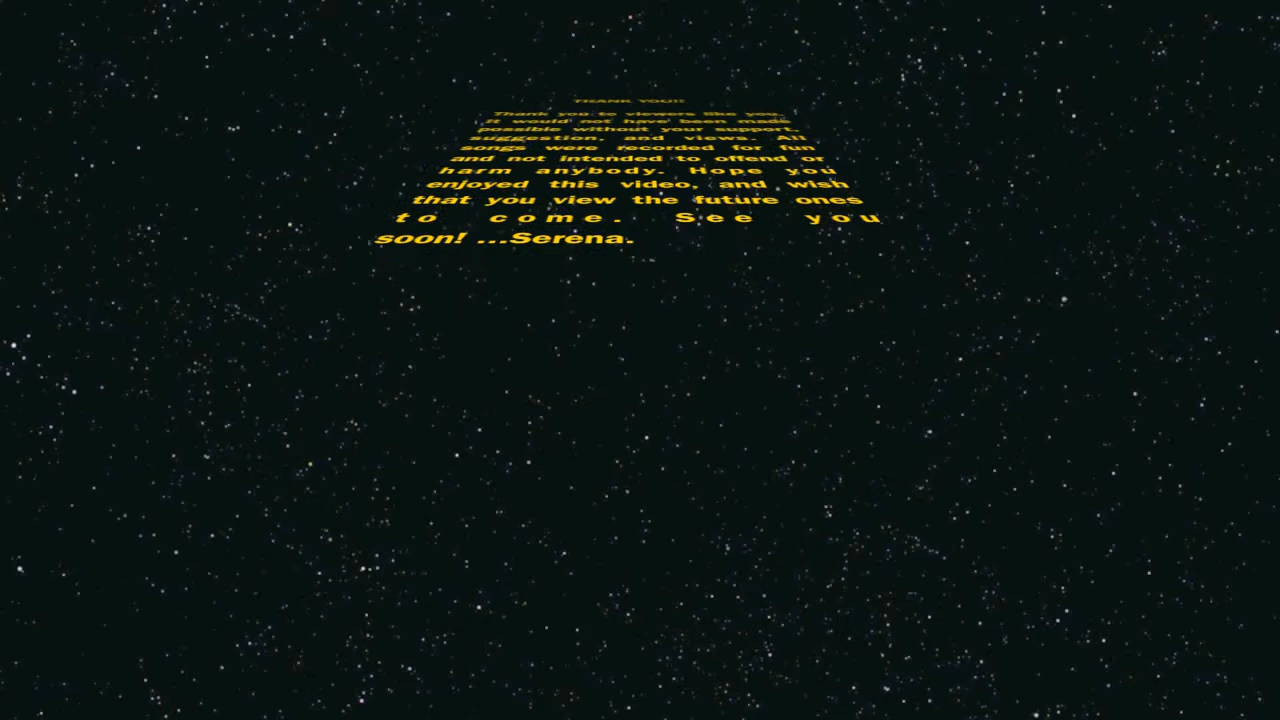 THANK YOU!!
Thank you to viewers like you,
it would not have been made
possible without your support,
suggestion, and views. All
songs were recorded for fun
and not intended to offend or
harm anybody. Hope you
enjoyed this video, and wish
that you view the future ones
to come. See you
soon! ...Serena.